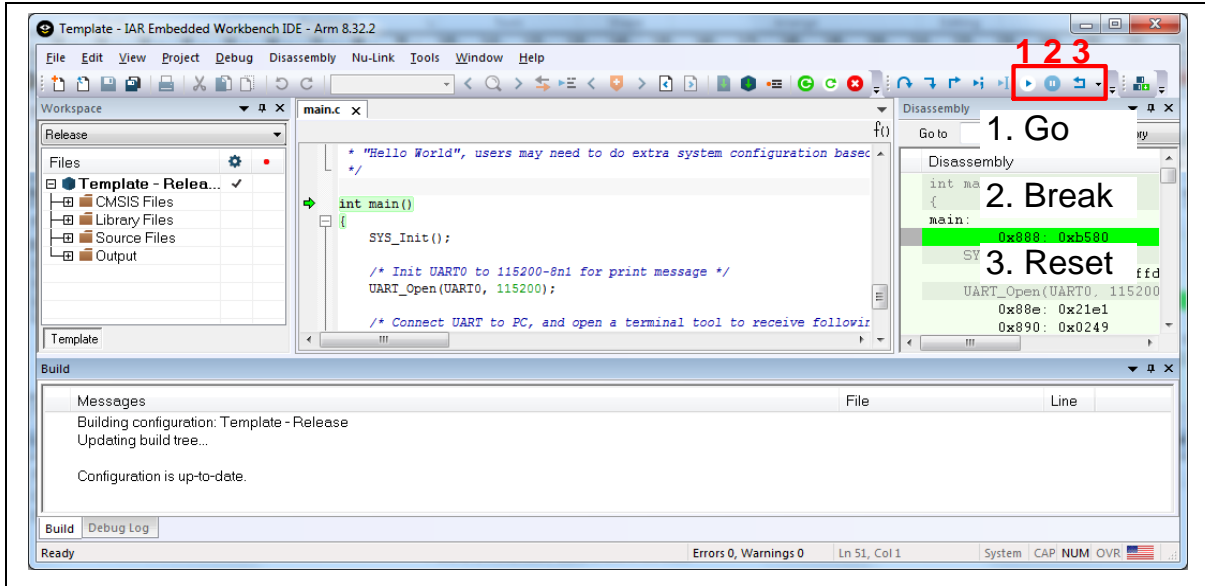 Template - IAR Embedded Workbench IDE - Arm 8.32.2
File Edit View Project Debug Disassembly Nu-Link Tools Window Help
1 2 3
Workspace
main.c
Disassembly
Release
f()
Go to
1. Go
Files
* "Hello World", users may need to do extra system configuration based
*/
Disassembly
Template - Relea...
int ma
CMSIS Files
int main()
{
2. Break
Library Files
{
main:
Source Files
SYS_Init();
0x888: 0xb580
Output
SY
3. Reset
ffd
/* Init UART0 to 115200-8n1 for print message */
UART_Open(UART0, 115200);
UART_Open(UART0, 115200
0x88e: 0x21e1
/* Connect UART to PC, and open a terminal tool to receive followin
0x890: 0x0249
Template
Build
Messages File Line
Building configuration: Template - Release
Updating build tree...
Configuration is up-to-date.
Build Debug Log
Ready Errors 0, Warnings 0 Ln 51, Col 1 System CAP NUM OVR